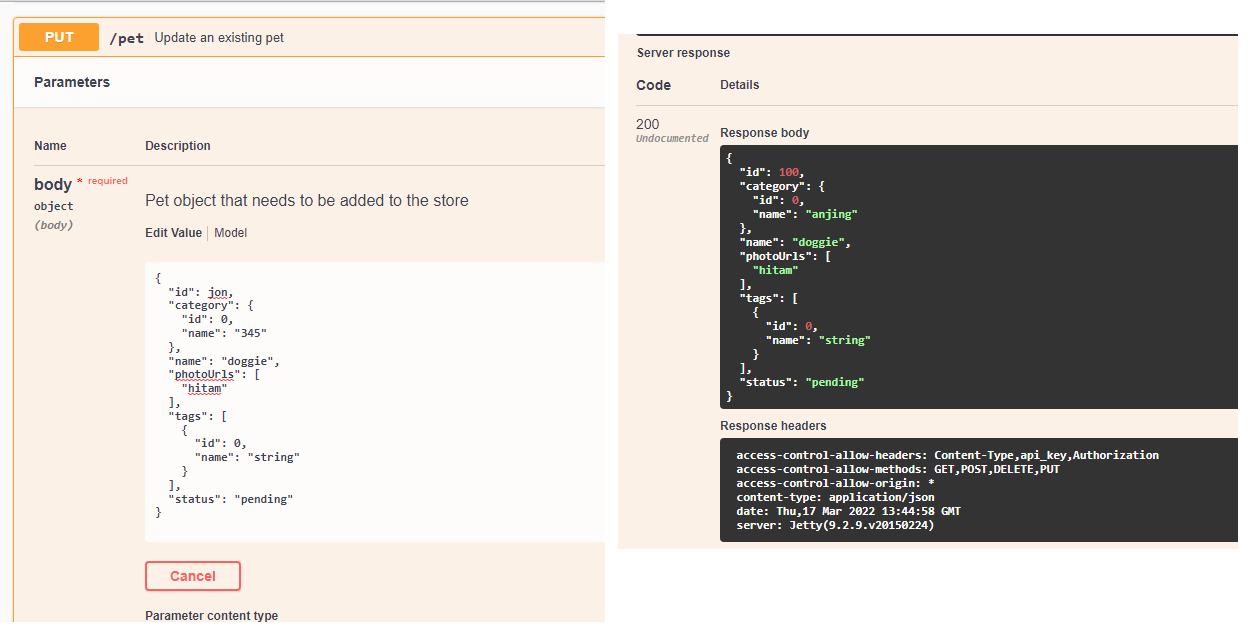 PUT /pet Update an existing pet
Parameters
Name Description
body * required
object
(body)
Pet object that needs to be added to the store
Edit Value Model
{
  "id": jon,
  "category": {
    "id": 0,
    "name": "345"
  },
  "name": "doggie",
  "photoUrls": [
    "hitam"
  ],
  "tags": [
    {
      "id": 0,
      "name": "string"
    }
  ],
  "status": "pending"
}
Cancel
Parameter content type
Server response
Code Details
200
Undocumented
Response body
{
  "id": 100,
  "category": {
    "id": 0,
    "name": "anjing"
  },
  "name": "doggie",
  "photoUrls": [
    "hitam"
  ],
  "tags": [
    {
      "id": 0,
      "name": "string"
    }
  ],
  "status": "pending"
}
Response headers
access-control-allow-headers: Content-Type,api_key,Authorization
access-control-allow-methods: GET,POST,DELETE,PUT
access-control-allow-origin: *
content-type: application/json
date: Thu,17 Mar 2022 13:44:58 GMT
server: Jetty(9.2.9.v20150224)